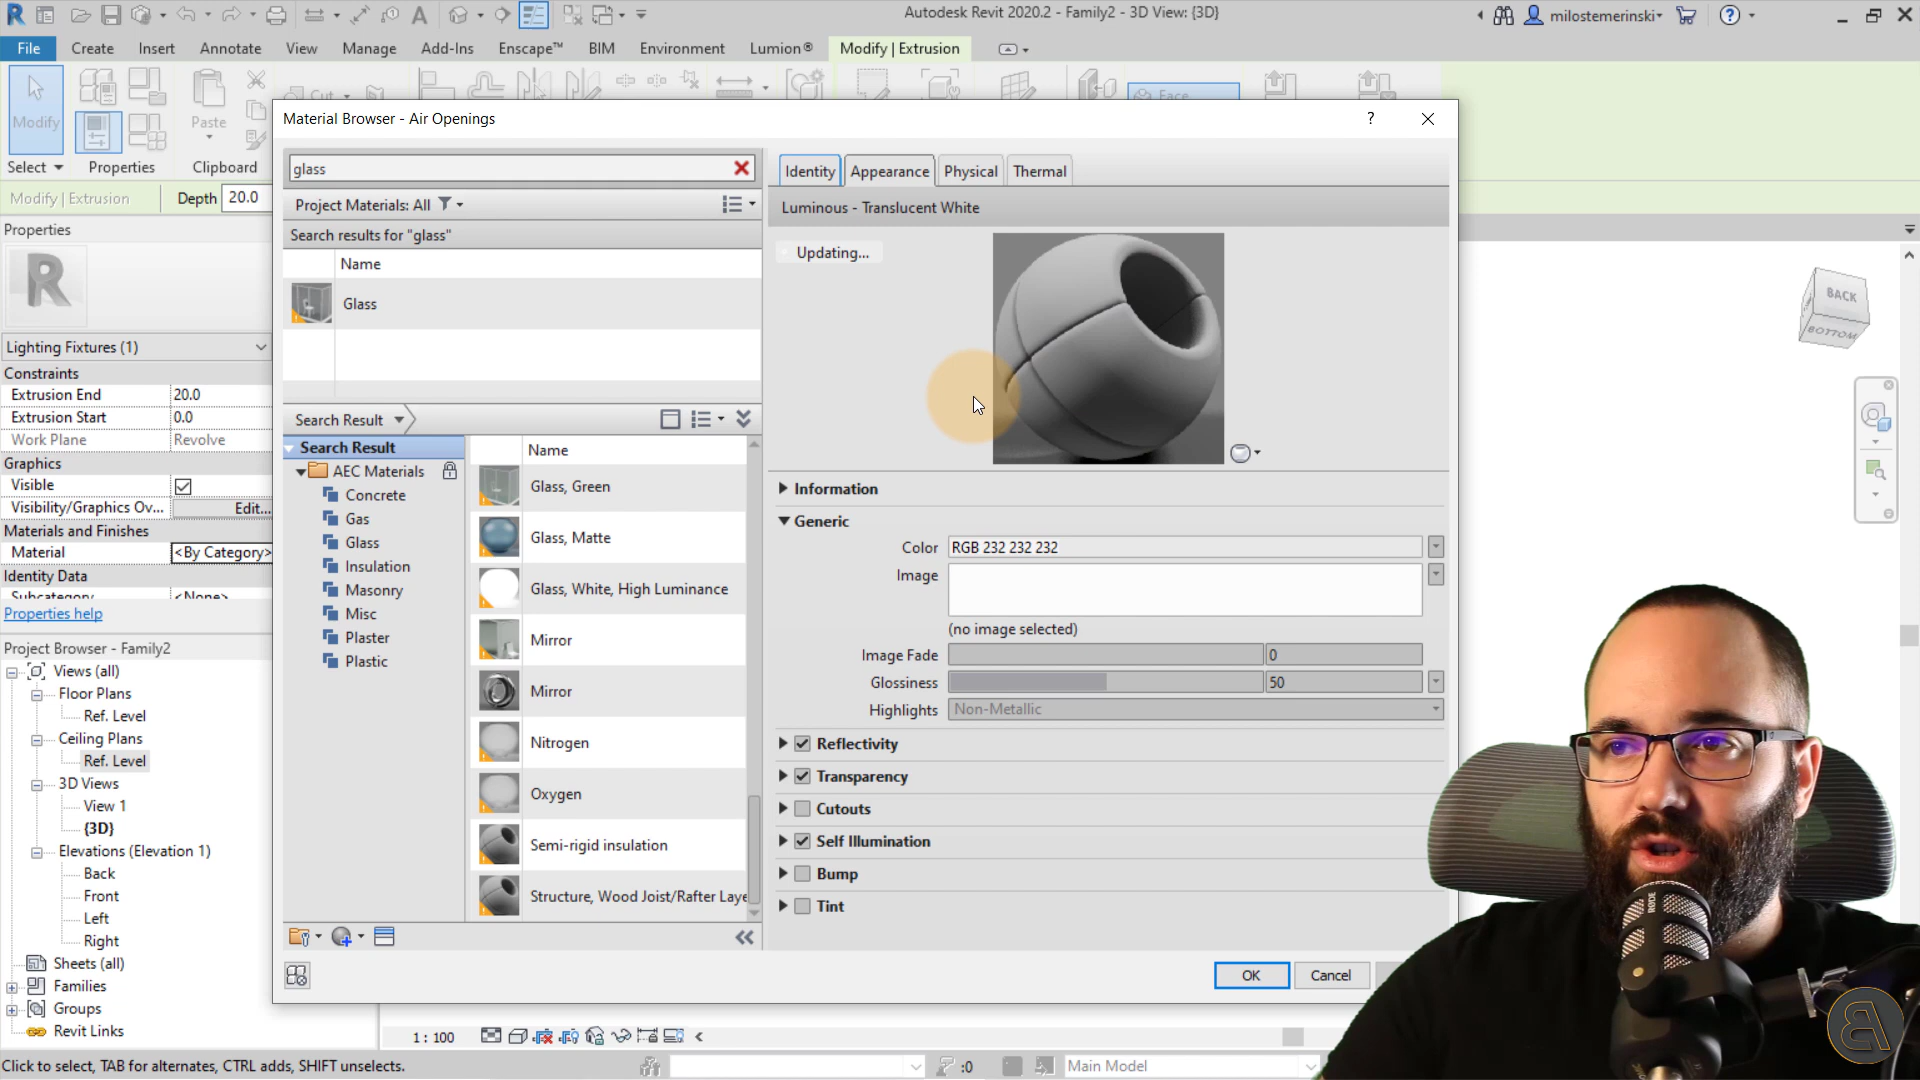 Autodesk Revit 2020.2 - Family2 - 3D View: {3D}
milostemerinski
File Create Insert Annotate View Manage Add-Ins Enscape™ BIM Environment Lumion® Modify | Extrusion
Modify
Cut
Paste
Face
Select Properties Clipboard
Modify | Extrusion Depth 20.0
Properties
R
Lighting Fixtures (1)
Constraints
Extrusion End 20.0
Extrusion Start 0.0
Work Plane Revolve
Graphics
Visible
Visibility/Graphics Ov... Edit...
Materials and Finishes
Material <By Category>
Identity Data
Subcategory <None>
Properties help
Project Browser - Family2
Views (all)
Floor Plans
Ref. Level
Ceiling Plans
Ref. Level
3D Views
View 1
{3D}
Elevations (Elevation 1)
Back
Front
Left
Right
Sheets (all)
Families
Groups
Revit Links
Material Browser - Air Openings
?
glass
Project Materials: All
Search results for "glass"
Name
Glass
Search Result
Search Result
AEC Materials
Concrete
Gas
Glass
Insulation
Masonry
Misc
Plaster
Plastic
Name
Glass, Green
Glass, Matte
Glass, White, High Luminance
Mirror
Mirror
Nitrogen
Oxygen
Semi-rigid insulation
Structure, Wood Joist/Rafter Laye
Identity Appearance Physical Thermal
Luminous - Translucent White
Updating...
Information
Generic
Color RGB 232 232 232
Image
(no image selected)
Image Fade 0
Glossiness 50
Highlights Non-Metallic
Reflectivity
Transparency
Cutouts
Self Illumination
Bump
Tint
OK Cancel
BACK
BOTTOM
RØDE
1 : 100
Click to select, TAB for alternates, CTRL adds, SHIFT unselects.
:0
Main Model